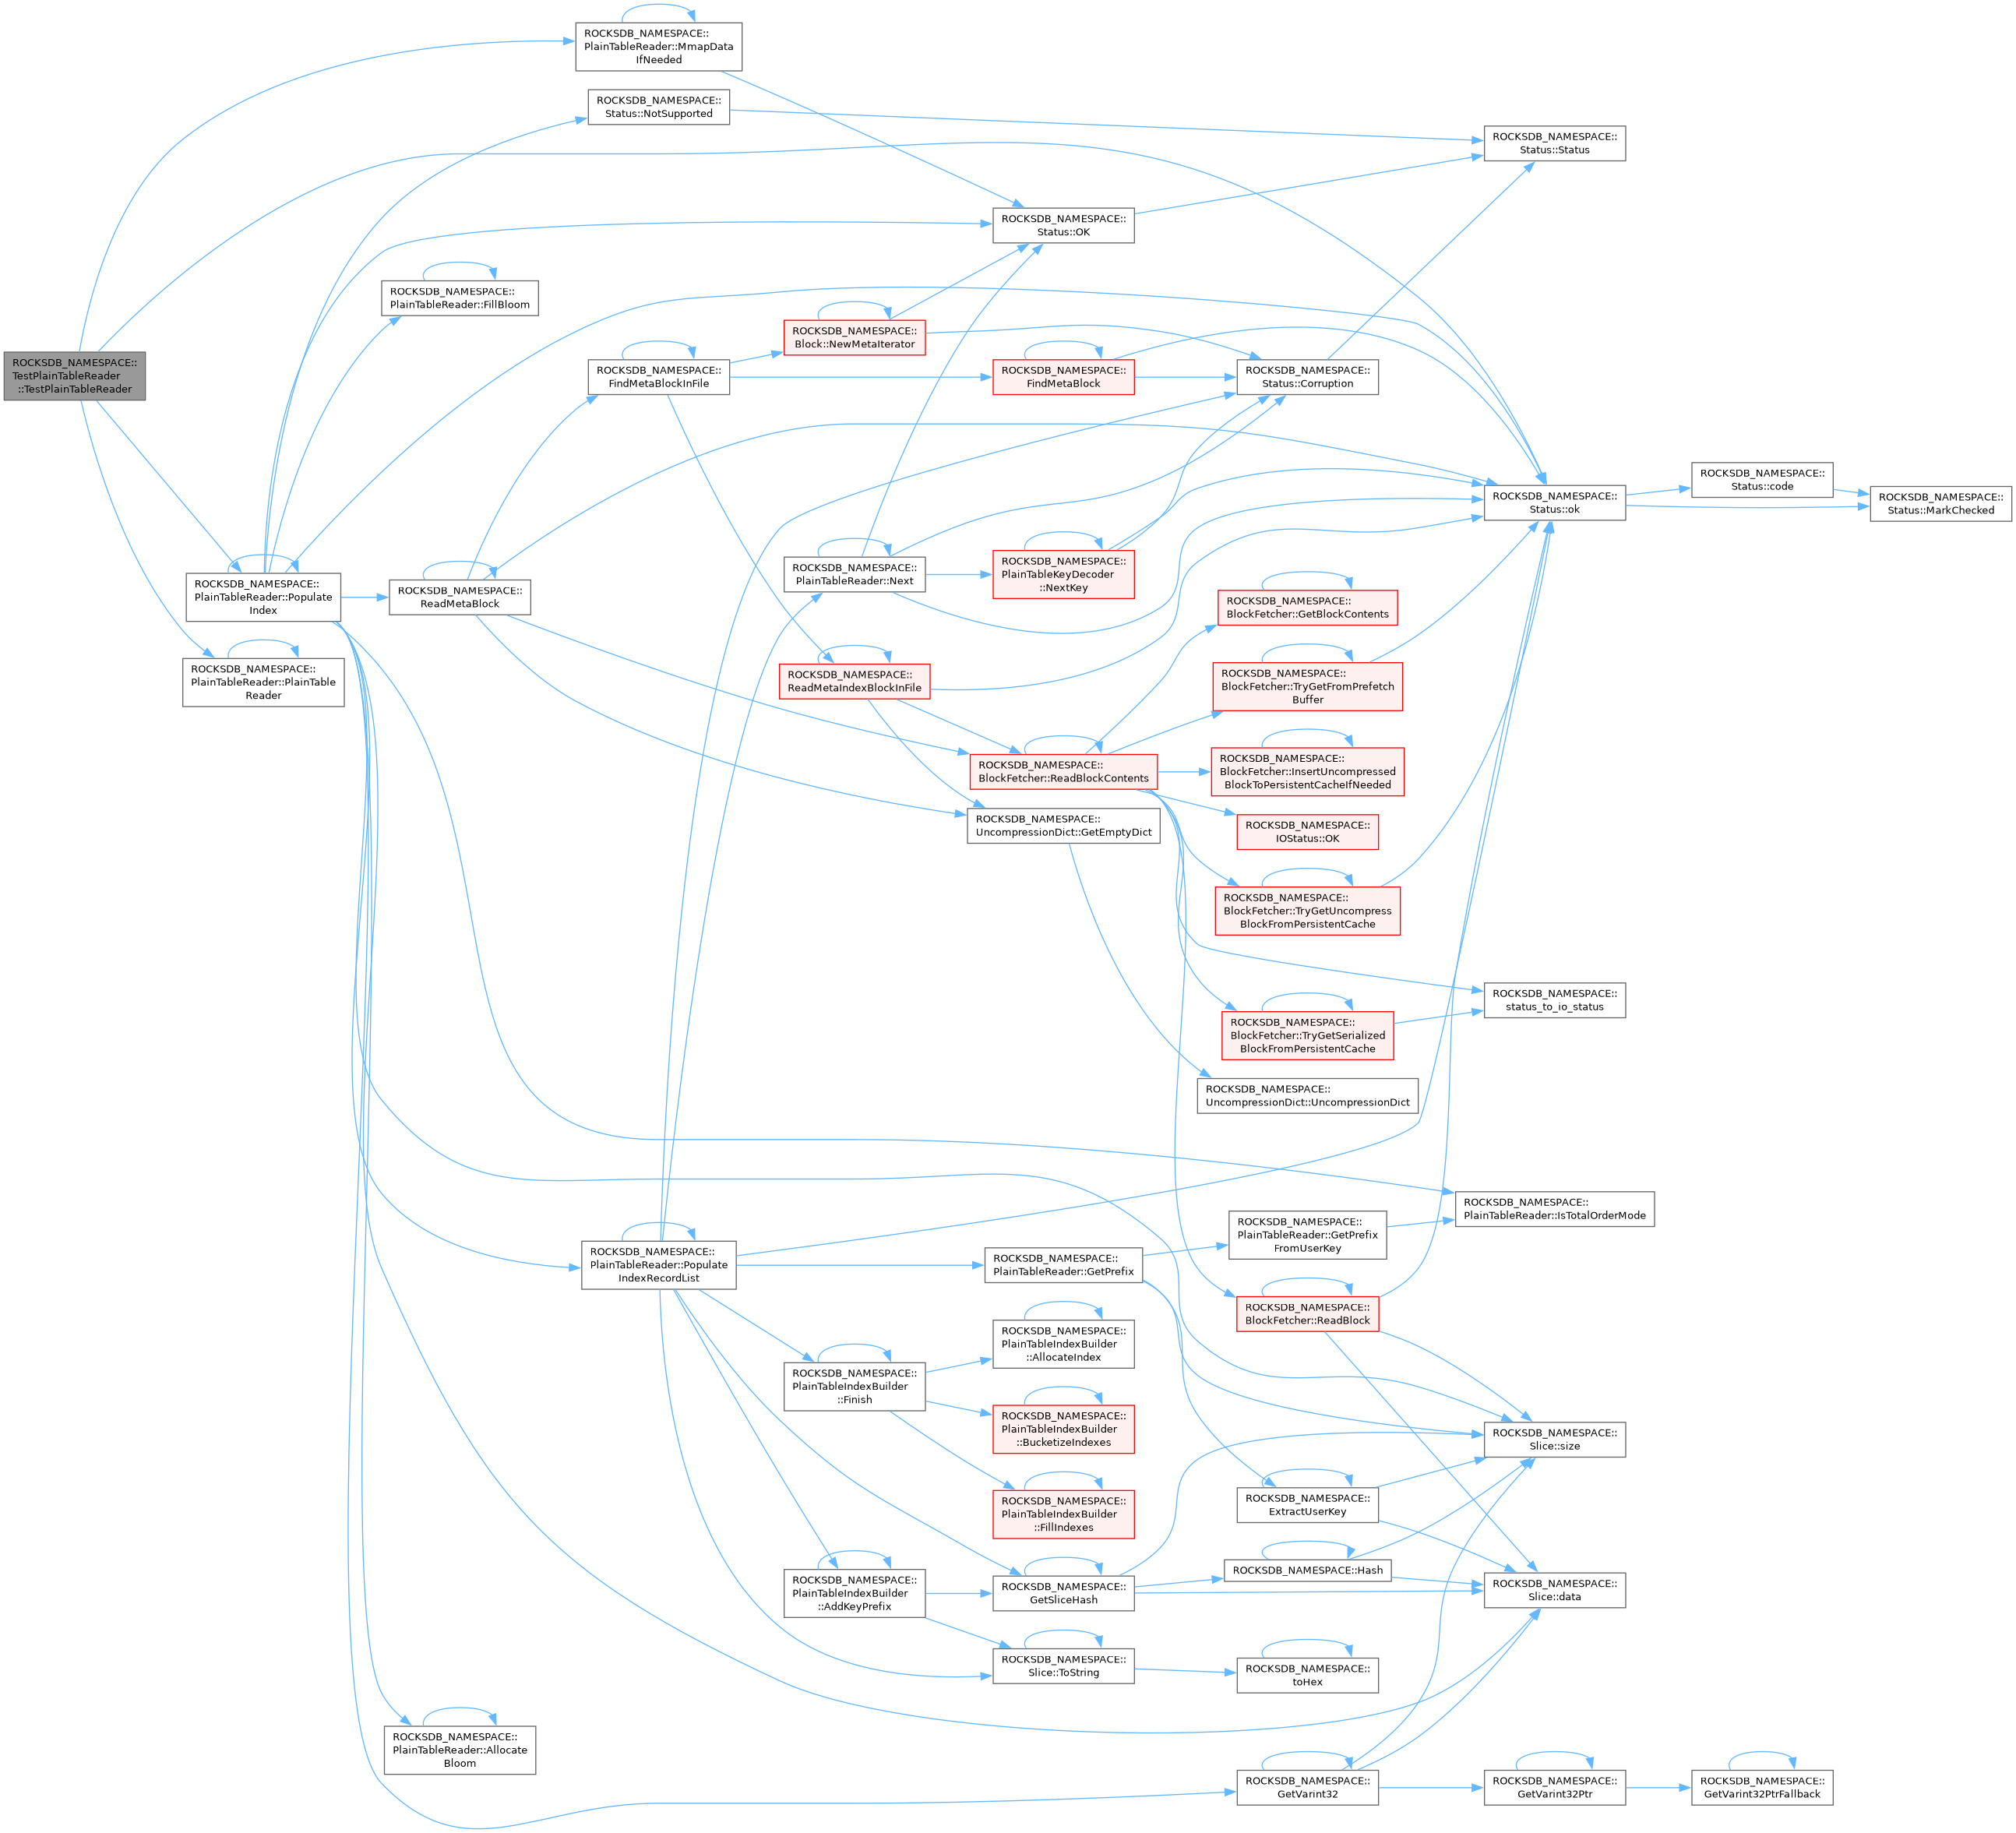 ROCKSDB_NAMESPACE::
TestPlainTableReader
::TestPlainTableReader
ROCKSDB_NAMESPACE::
PlainTableReader::MmapData
IfNeeded
ROCKSDB_NAMESPACE::
Status::NotSupported
ROCKSDB_NAMESPACE::
Status::Status
ROCKSDB_NAMESPACE::
Status::OK
ROCKSDB_NAMESPACE::
PlainTableReader::FillBloom
ROCKSDB_NAMESPACE::
Block::NewMetaIterator
ROCKSDB_NAMESPACE::
FindMetaBlockInFile
ROCKSDB_NAMESPACE::
FindMetaBlock
ROCKSDB_NAMESPACE::
Status::Corruption
ROCKSDB_NAMESPACE::
Status::ok
ROCKSDB_NAMESPACE::
Status::code
ROCKSDB_NAMESPACE::
Status::MarkChecked
ROCKSDB_NAMESPACE::
PlainTableReader::Populate
Index
ROCKSDB_NAMESPACE::
ReadMetaBlock
ROCKSDB_NAMESPACE::
PlainTableReader::Next
ROCKSDB_NAMESPACE::
PlainTableKeyDecoder
::NextKey
ROCKSDB_NAMESPACE::
BlockFetcher::GetBlockContents
ROCKSDB_NAMESPACE::
PlainTableReader::PlainTable
Reader
ROCKSDB_NAMESPACE::
ReadMetaIndexBlockInFile
ROCKSDB_NAMESPACE::
BlockFetcher::TryGetFromPrefetch
Buffer
ROCKSDB_NAMESPACE::
BlockFetcher::ReadBlockContents
ROCKSDB_NAMESPACE::
BlockFetcher::InsertUncompressed
BlockToPersistentCacheIfNeeded
ROCKSDB_NAMESPACE::
UncompressionDict::GetEmptyDict
ROCKSDB_NAMESPACE::
IOStatus::OK
ROCKSDB_NAMESPACE::
BlockFetcher::TryGetUncompress
BlockFromPersistentCache
ROCKSDB_NAMESPACE::
status_to_io_status
ROCKSDB_NAMESPACE::
BlockFetcher::TryGetSerialized
BlockFromPersistentCache
ROCKSDB_NAMESPACE::
UncompressionDict::UncompressionDict
ROCKSDB_NAMESPACE::
PlainTableReader::IsTotalOrderMode
ROCKSDB_NAMESPACE::
PlainTableReader::GetPrefix
FromUserKey
ROCKSDB_NAMESPACE::
PlainTableReader::Populate
IndexRecordList
ROCKSDB_NAMESPACE::
PlainTableReader::GetPrefix
ROCKSDB_NAMESPACE::
BlockFetcher::ReadBlock
ROCKSDB_NAMESPACE::
PlainTableIndexBuilder
::AllocateIndex
ROCKSDB_NAMESPACE::
PlainTableIndexBuilder
::Finish
ROCKSDB_NAMESPACE::
PlainTableIndexBuilder
::BucketizeIndexes
ROCKSDB_NAMESPACE::
Slice::size
ROCKSDB_NAMESPACE::
PlainTableIndexBuilder
::FillIndexes
ROCKSDB_NAMESPACE::
ExtractUserKey
ROCKSDB_NAMESPACE::Hash
ROCKSDB_NAMESPACE::
Slice::data
ROCKSDB_NAMESPACE::
PlainTableIndexBuilder
::AddKeyPrefix
ROCKSDB_NAMESPACE::
GetSliceHash
ROCKSDB_NAMESPACE::
Slice::ToString
ROCKSDB_NAMESPACE::
toHex
ROCKSDB_NAMESPACE::
PlainTableReader::Allocate
Bloom
ROCKSDB_NAMESPACE::
GetVarint32
ROCKSDB_NAMESPACE::
GetVarint32Ptr
ROCKSDB_NAMESPACE::
GetVarint32PtrFallback